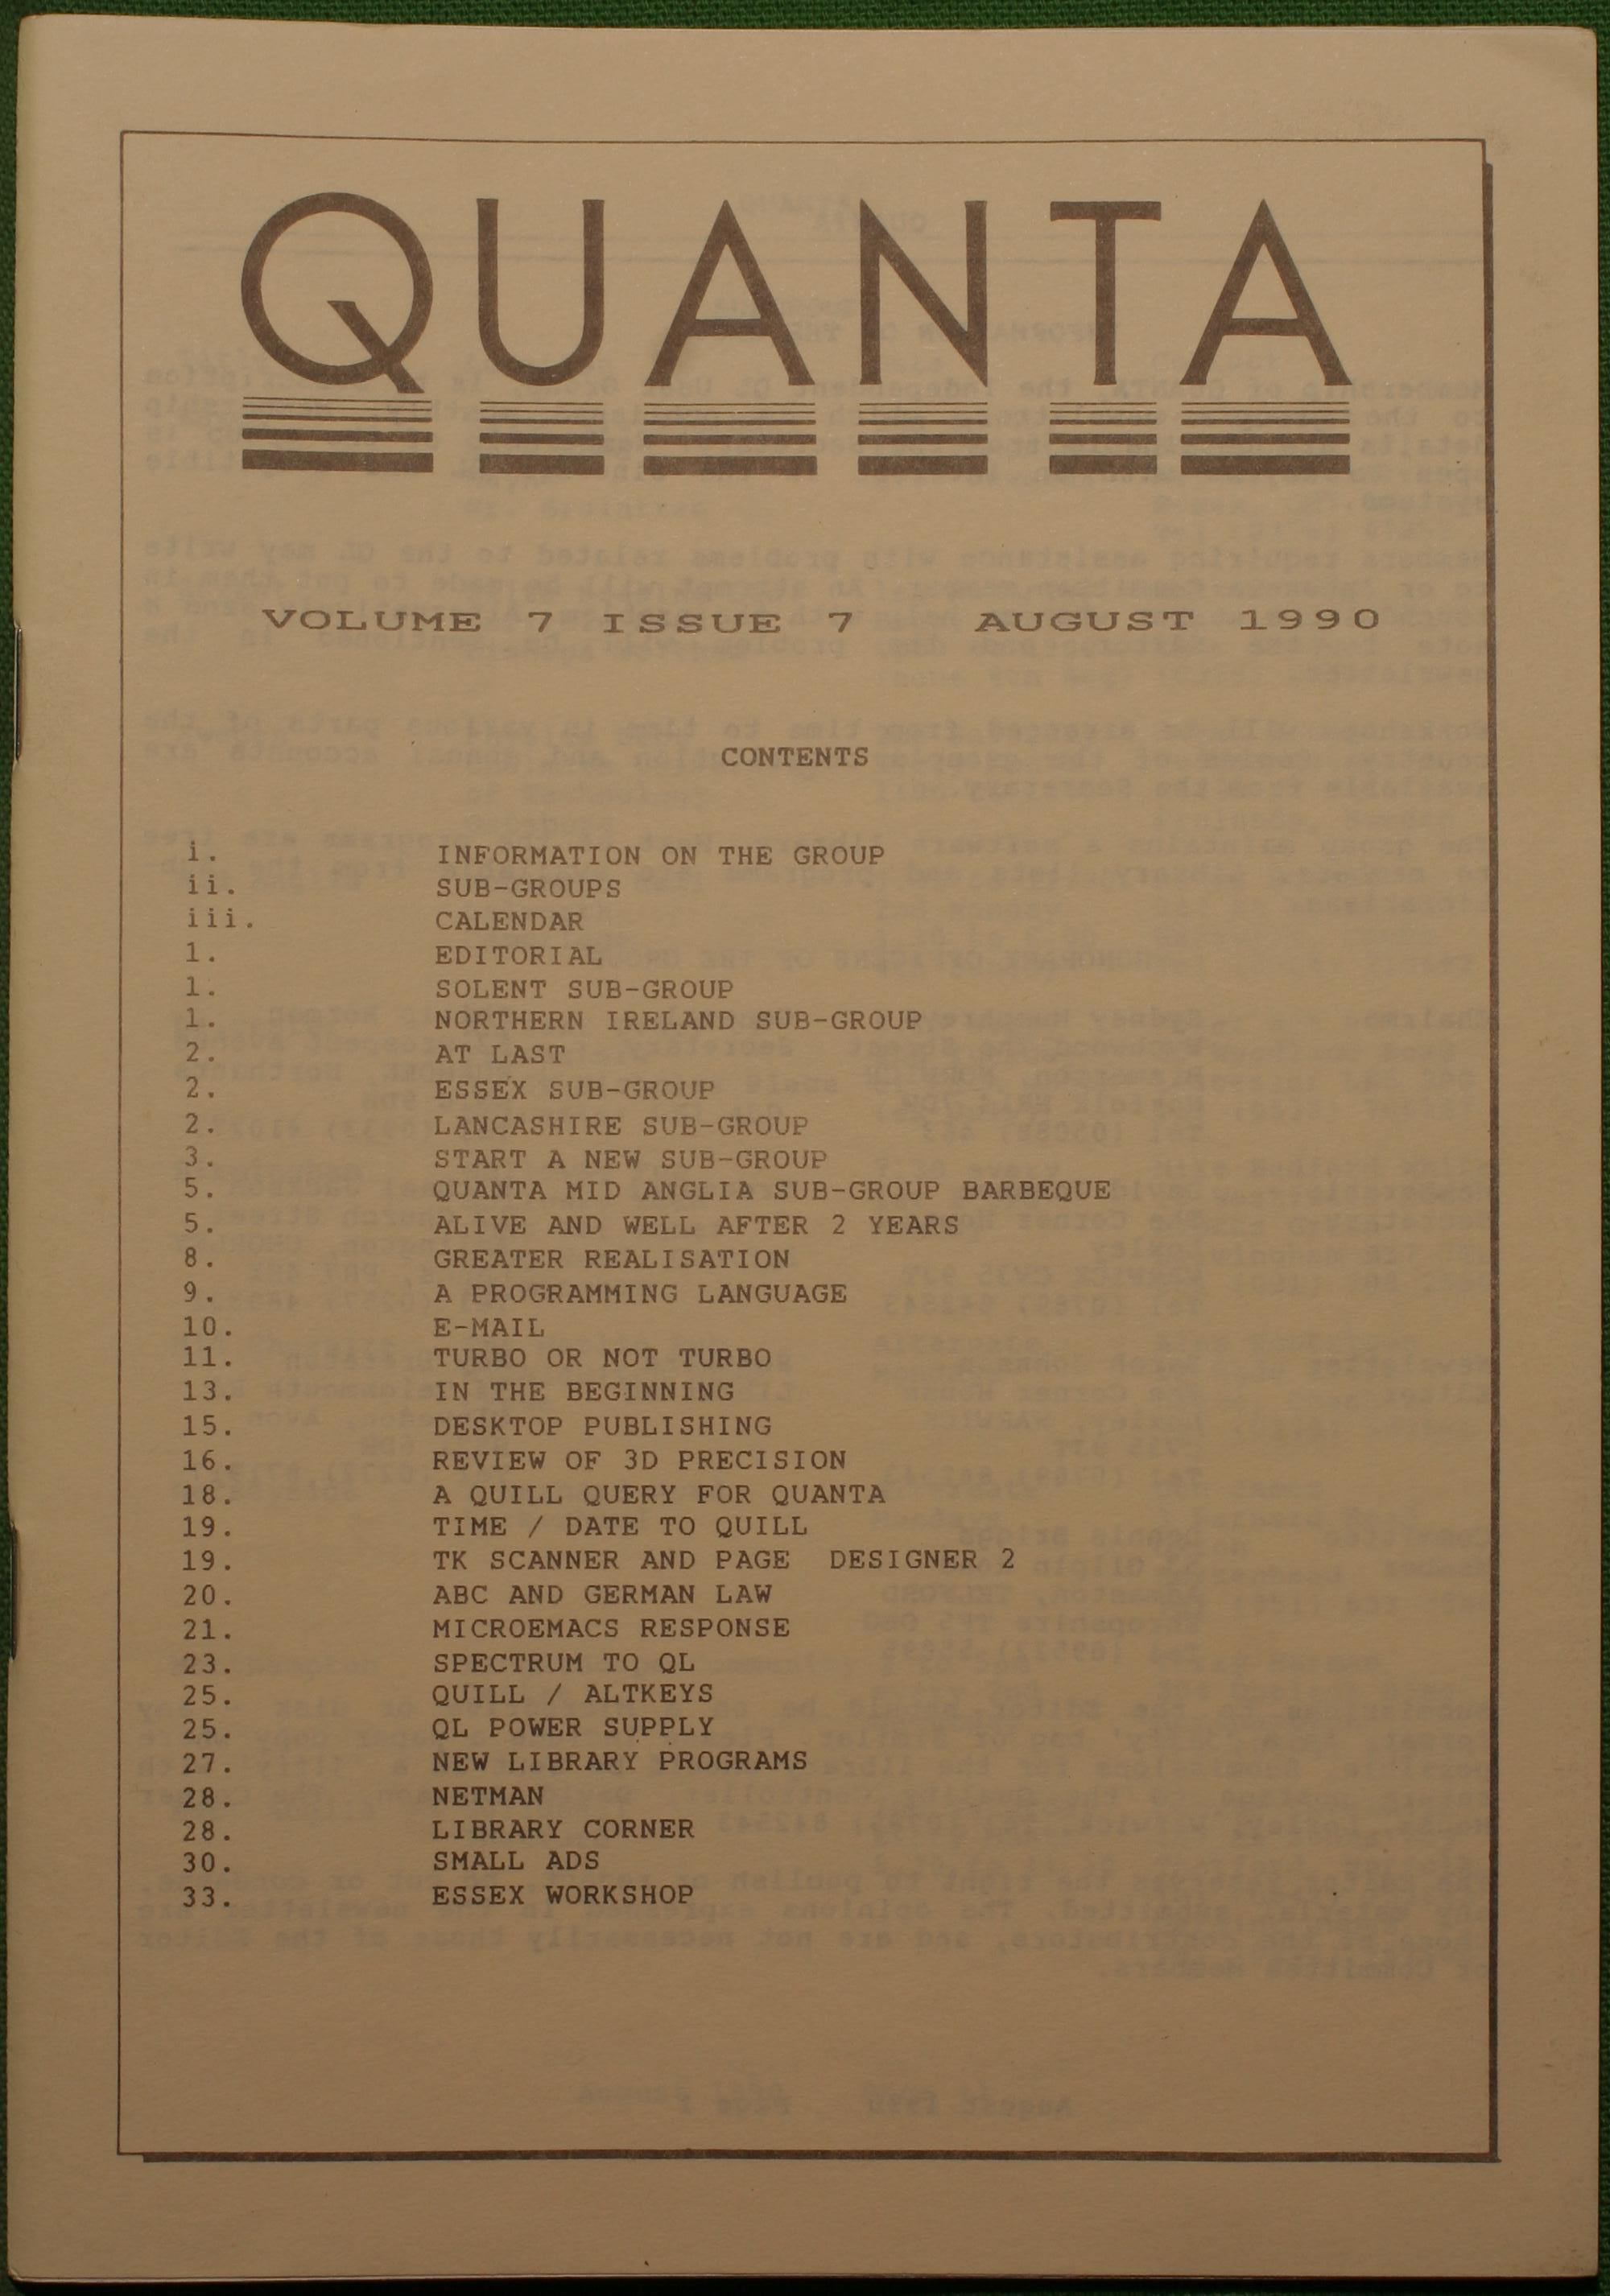 QUANTA
VOLUME 7 ISSUE 7 AUGUST 1990
CONTENTS
i. INFORMATION ON THE GROUP
ii. SUB-GROUPS
iii. CALENDAR
1. EDITORIAL
1. SOLENT SUB-GROUP
1. NORTHERN IRELAND SUB-GROUP
2. AT LAST
2. ESSEX SUB-GROUP
2. LANCASHIRE SUB-GROUP
3. START A NEW SUB-GROUP
5. QUANTA MID ANGLIA SUB-GROUP BARBEQUE
5. ALIVE AND WELL AFTER 2 YEARS
8. GREATER REALISATION
9. A PROGRAMMING LANGUAGE
10. E-MAIL
11. TURBO OR NOT TURBO
13. IN THE BEGINNING
15. DESKTOP PUBLISHING
16. REVIEW OF 3D PRECISION
18. A QUILL QUERY FOR QUANTA
19. TIME / DATE TO QUILL
19. TK SCANNER AND PAGE DESIGNER 2
20. ABC AND GERMAN LAW
21. MICROEMACS RESPONSE
23. SPECTRUM TO QL
25. QUILL / ALTKEYS
25. QL POWER SUPPLY
27. NEW LIBRARY PROGRAMS
28. NETMAN
28. LIBRARY CORNER
30. SMALL ADS
33. ESSEX WORKSHOP